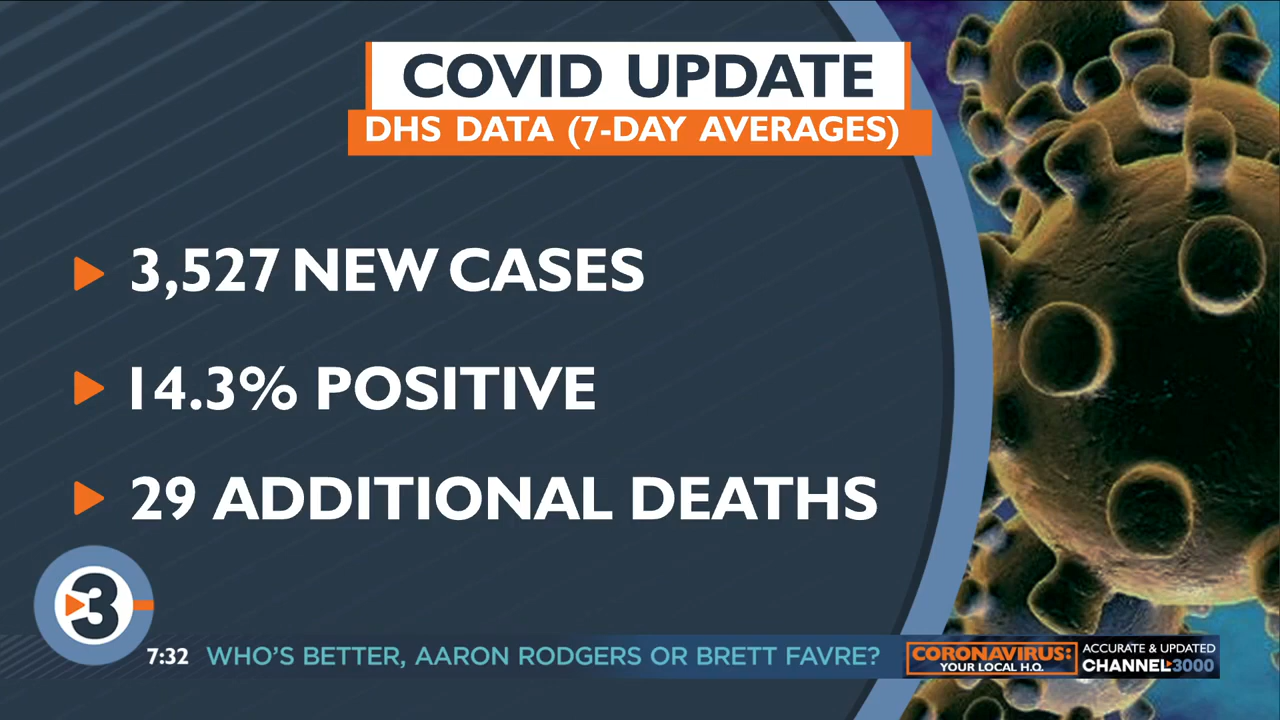 COVID UPDATE
DHS DATA (7-DAY AVERAGES)
3,527 NEW CASES
14.3% POSITIVE
29 ADDITIONAL DEATHS
3
7:32 WHO'S BETTER, AARON RODGERS OR BRETT FAVRE?
CORONAVIRUS:
YOUR LOCAL H.Q.
ACCURATE & UPDATED
CHANNEL3000